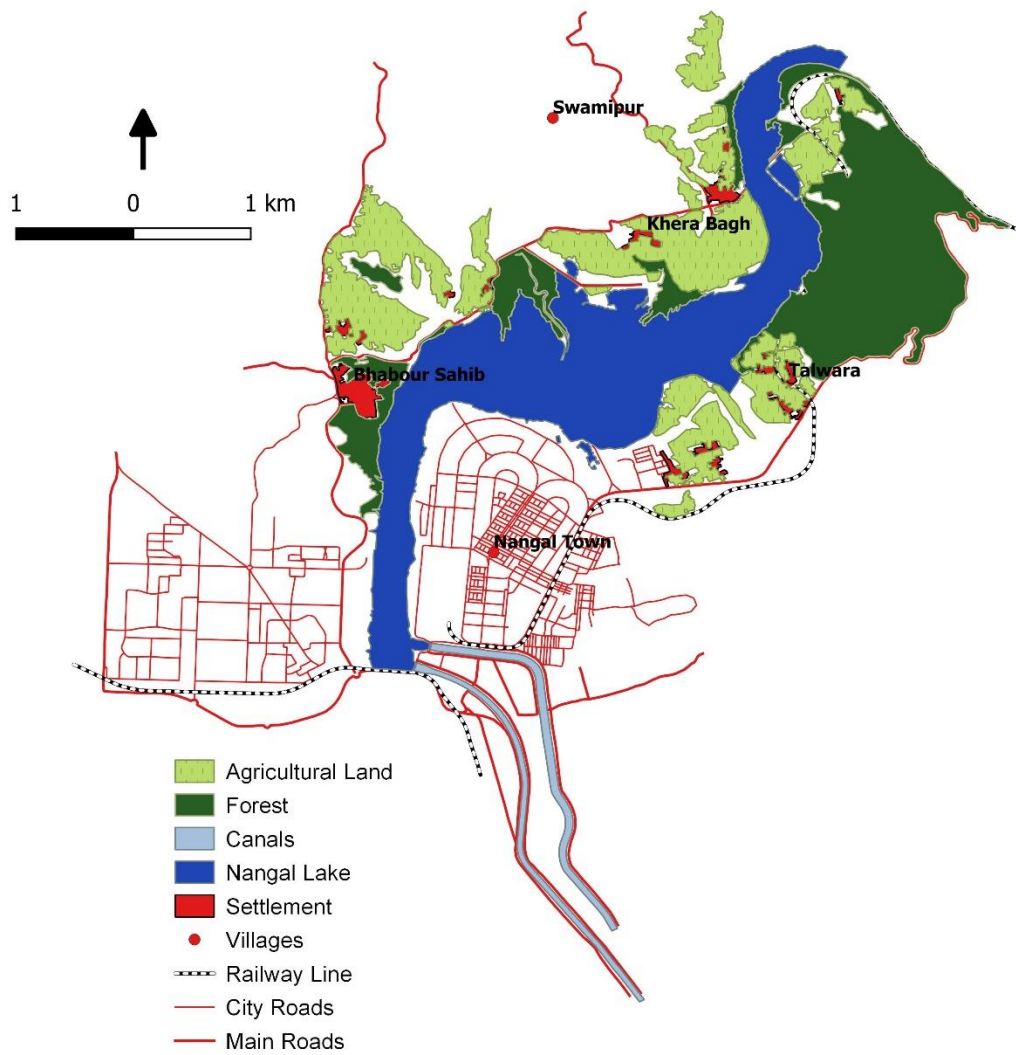 Swamipur
1 0 1 km
Khera Bagh
Bhabour Sahib
Talwara
Nangal Town
Agricultural Land
Forest
Canals
Nangal Lake
Settlement
Villages
Railway Line
City Roads
Main Roads